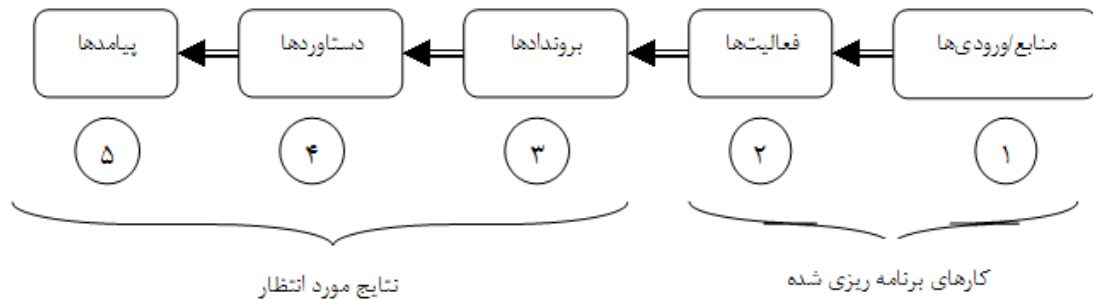 منابع/ورودی‌ها
فعالیت‌ها
بروندادها
دستاوردها
پیامدها
۱
۲
۳
۴
۵
کارهای برنامه ریزی شده
نتایج مورد انتظار